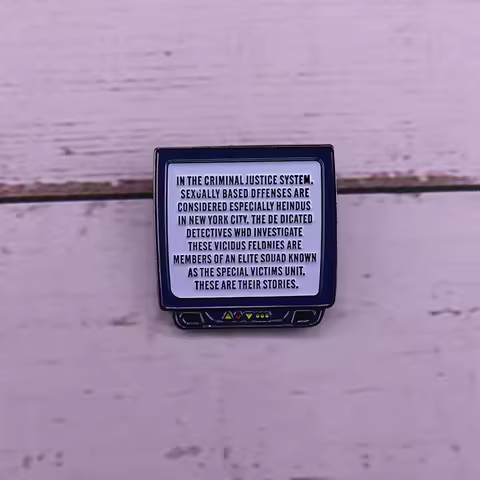 IN THE CRIMINAL JUSTICE SYSTEM.
SEXUALLY BASED OFFENSES ARE
CONSIDERED ESPECIALLY HEINOUS
IN NEW YORK CITY. THE DE DICATED
DETECTIVES WHO INVESTIGATE
THESE VICIOUS FELONIES ARE
MEMBERS OF AN ELITE SQUAD KNOWN
AS THE SPECIAL VICTIMS UNIT.
THESE ARE THEIR STORIES.